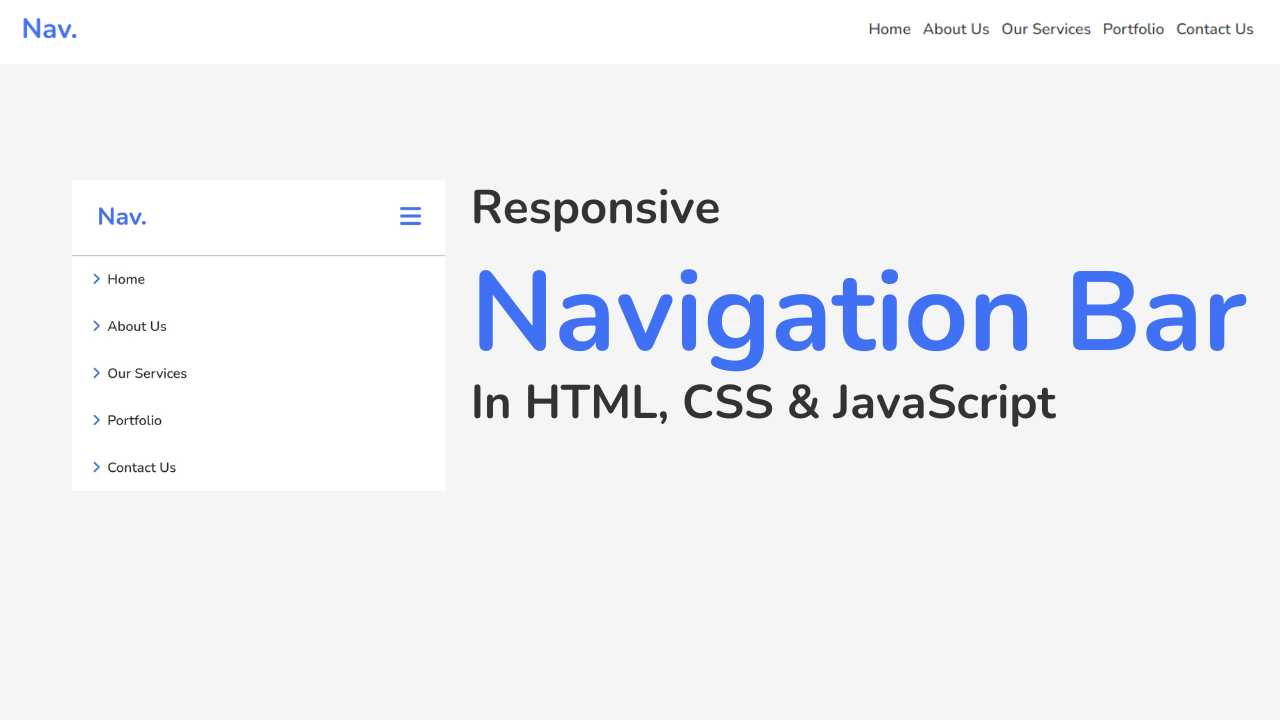 Nav.
Home About Us Our Services Portfolio Contact Us
Nav.
Home
About Us
Our Services
Portfolio
Contact Us
Responsive
Navigation Bar
In HTML, CSS & JavaScript